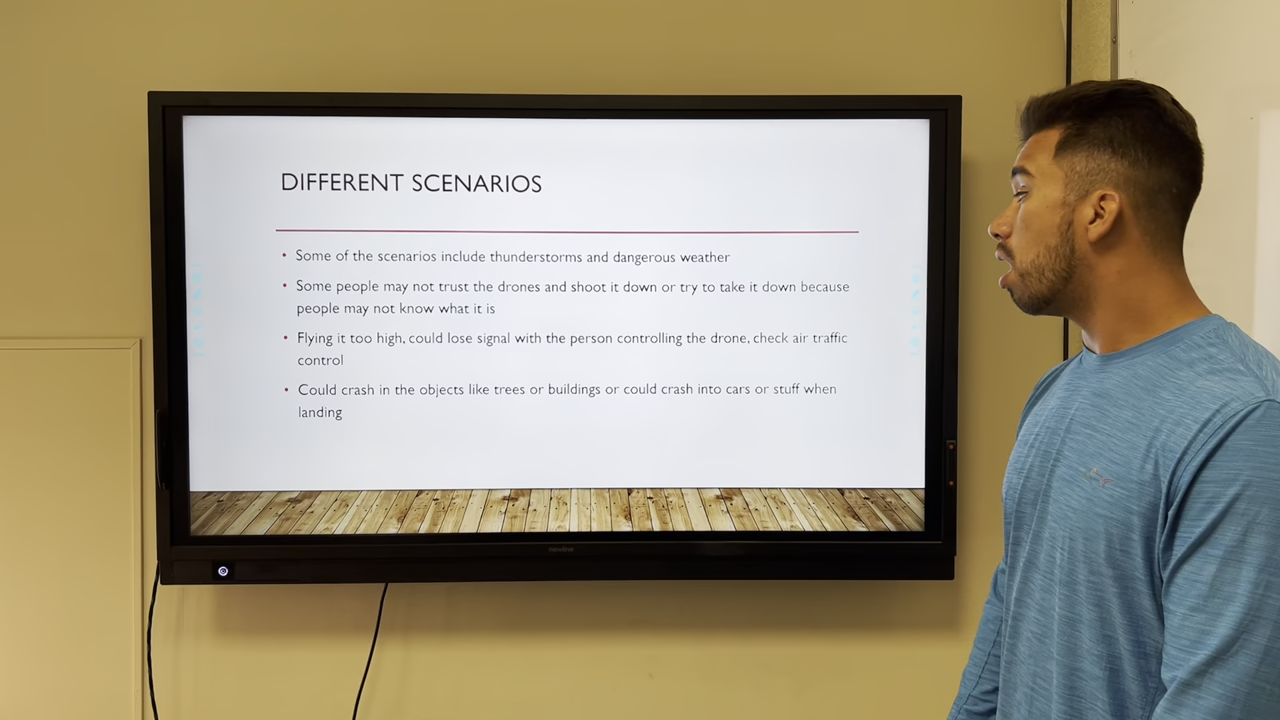 DIFFERENT SCENARIOS
• Some of the scenarios include thunderstorms and dangerous weather
• Some people may not trust the drones and shoot it down or try to take it down because
people may not know what it is
• Flying it too high, could lose signal with the person controlling the drone, check air traffic
control
• Could crash in the objects like trees or buildings or could crash into cars or stuff when
landing
newline